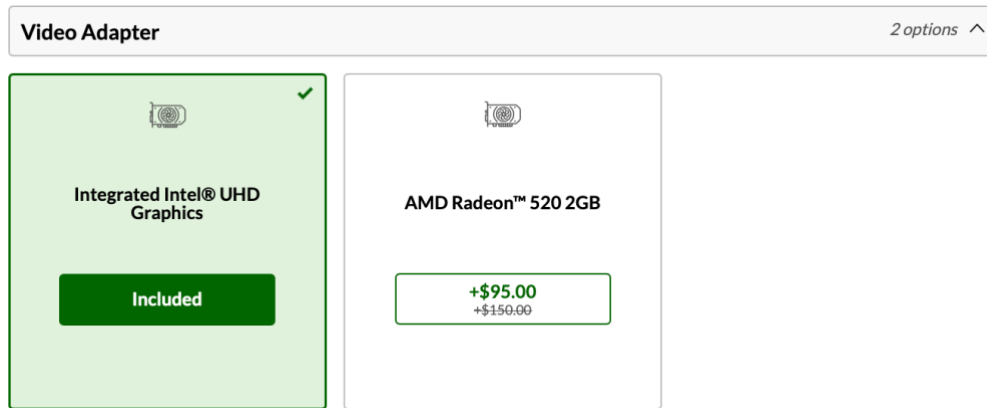 Video Adapter
2 options
Integrated Intel® UHD
Graphics
Included
AMD Radeon™ 520 2GB
+$95.00
+$150.00